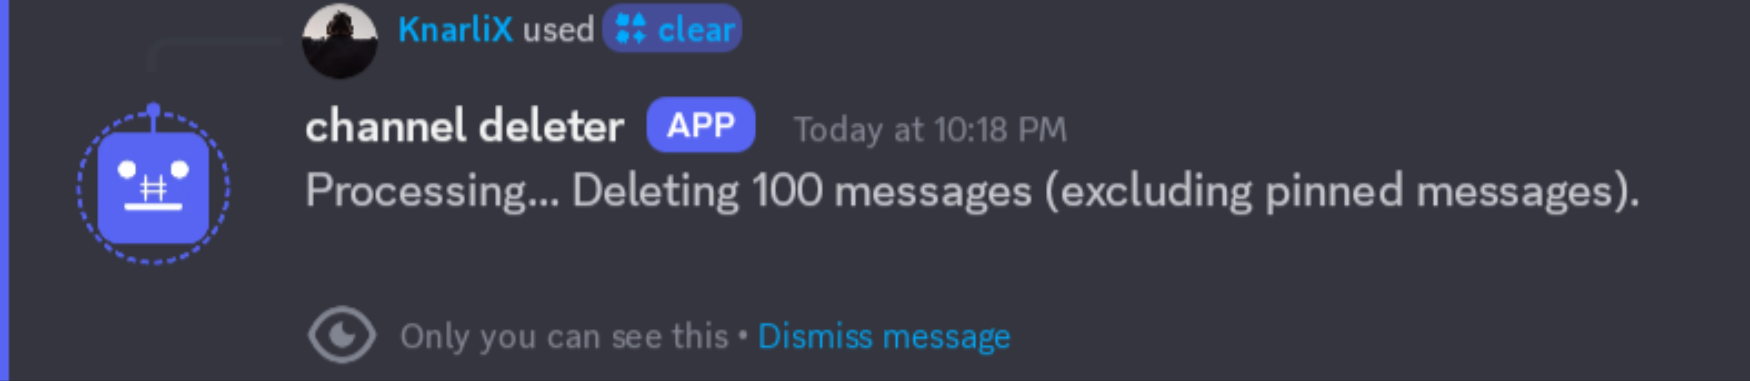 KnarliX used clear
channel deleter APP Today at 10:18 PM
Processing... Deleting 100 messages (excluding pinned messages).
Only you can see this • Dismiss message